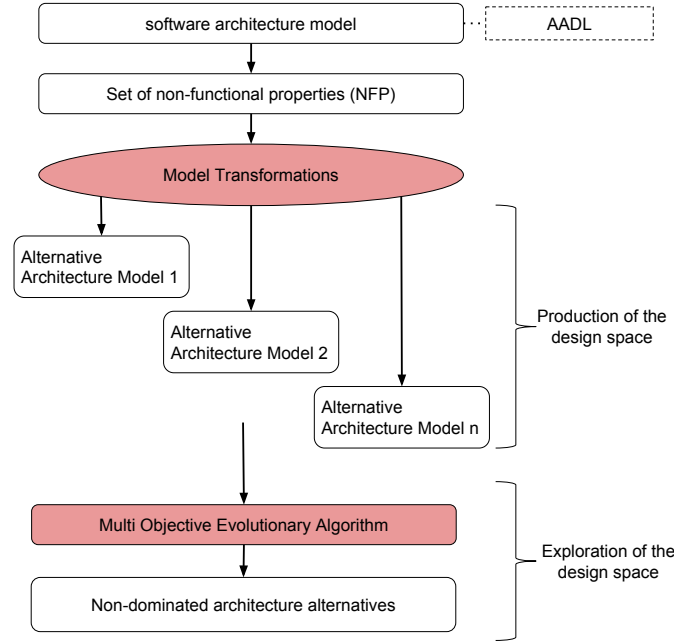 software architecture model
AADL
Set of non-functional properties (NFP)
Model Transformations
Alternative
Architecture Model 1
Alternative
Architecture Model 2
Alternative
Architecture Model n
Production of the
design space
Multi Objective Evolutionary Algorithm
Non-dominated architecture alternatives
Exploration of the
design space